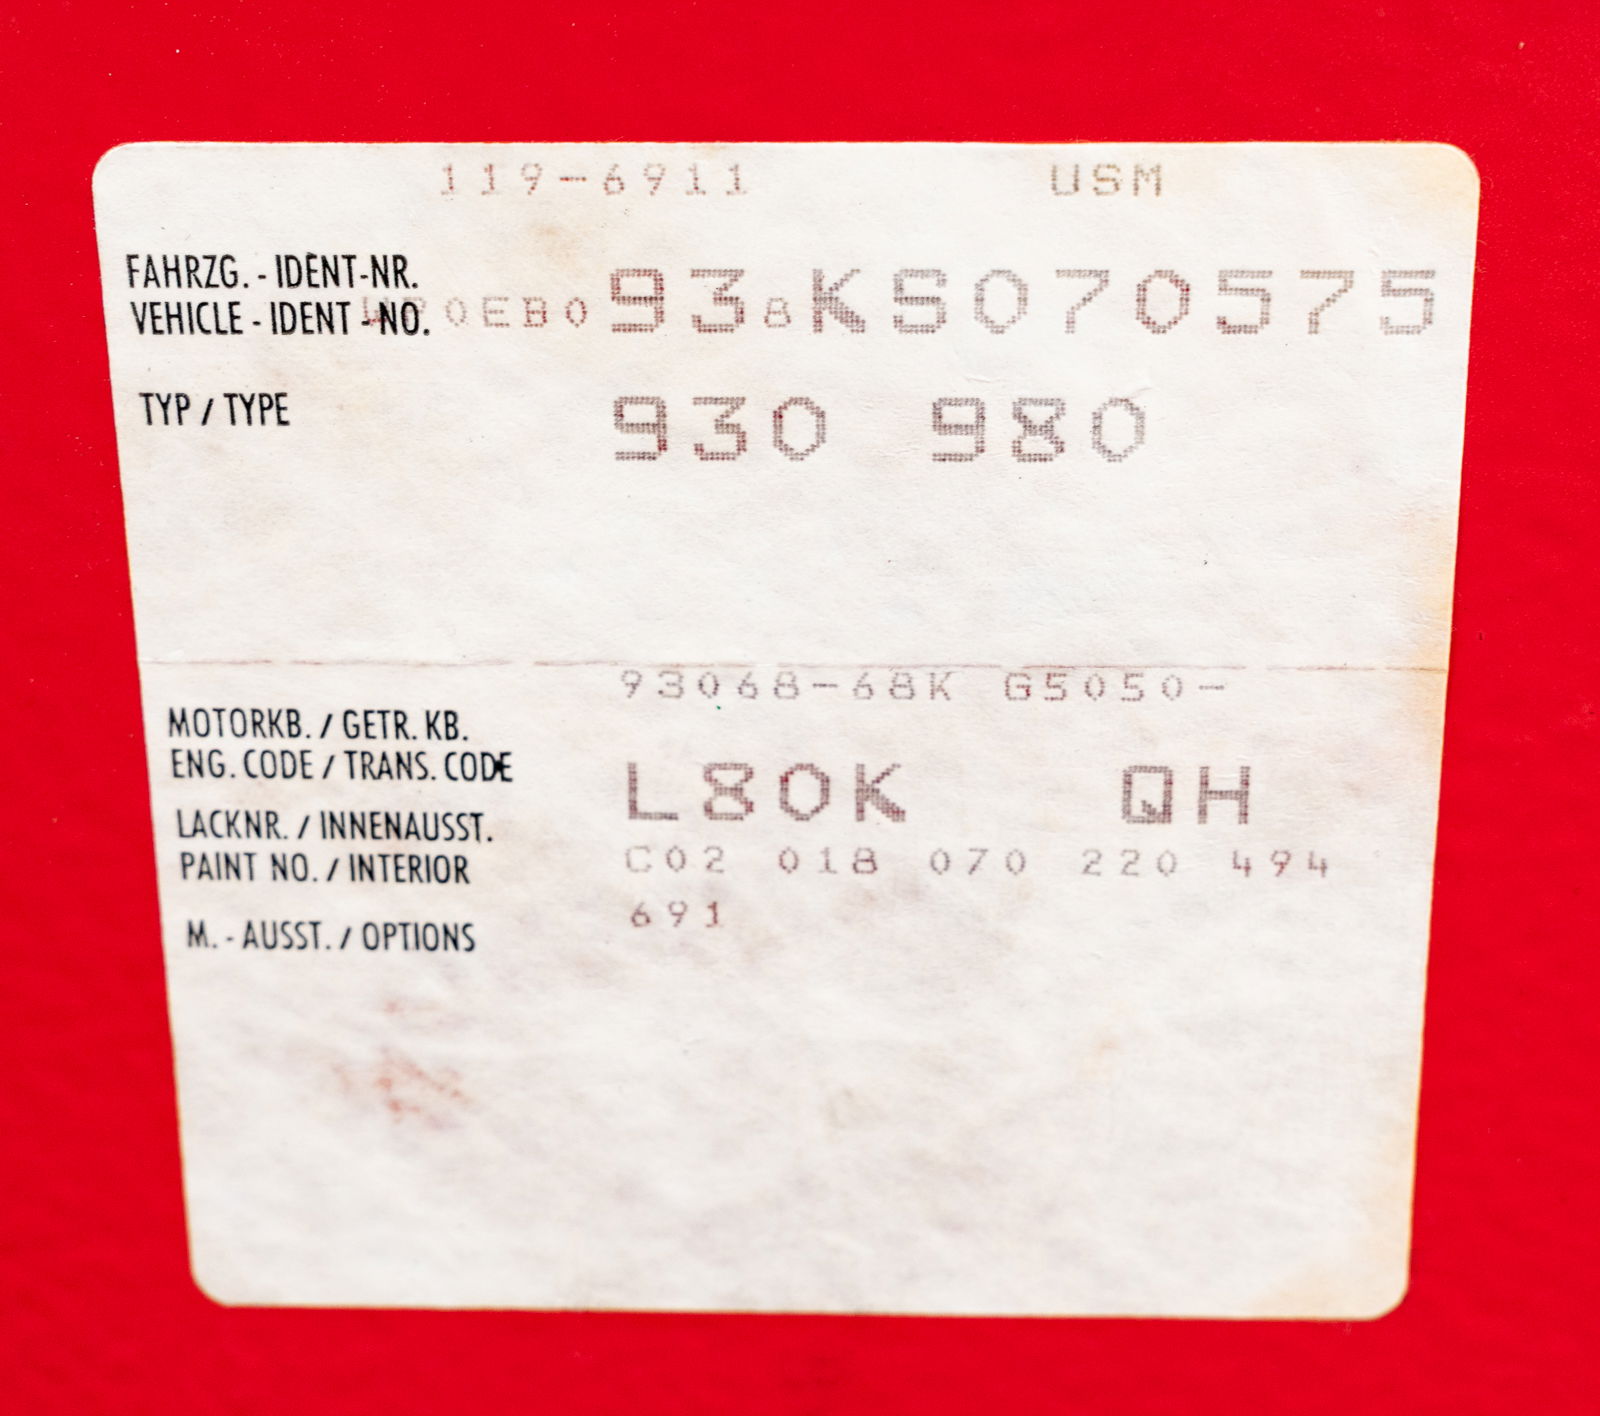 119-6911 USM
FAHRZG. - IDENT-NR.
VEHICLE - IDENT - NO. WP0EB0938KS070575
TYP / TYPE 930 980
93068-68K G5050-
MOTORKB. / GETR. KB.
ENG. CODE / TRANS. CODE L80K QH
LACKNR. / INNENAUSST.
PAINT NO. / INTERIOR C02 018 070 220 494
M. - AUSST. / OPTIONS 691